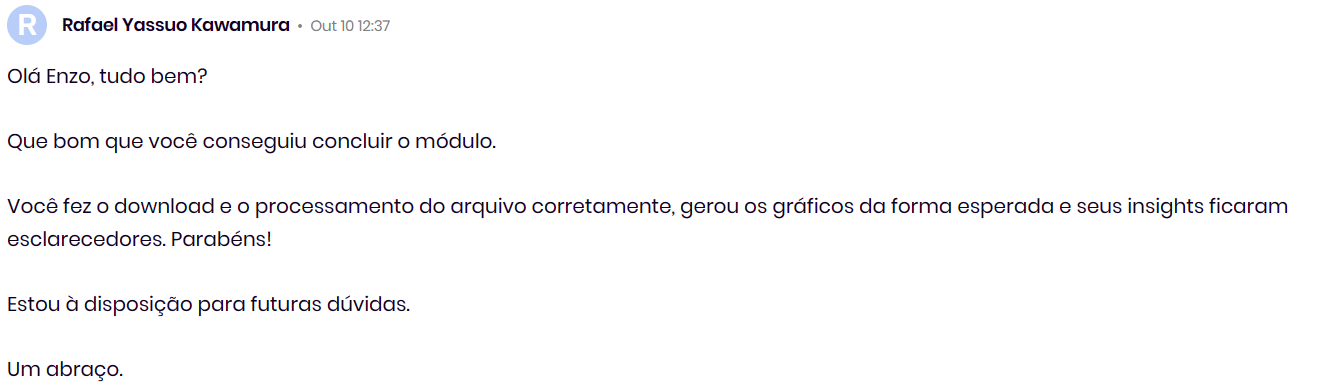 R
Rafael Yassuo Kawamura • Out 10 12:37
Olá Enzo, tudo bem?
Que bom que você conseguiu concluir o módulo.
Você fez o download e o processamento do arquivo corretamente, gerou os gráficos da forma esperada e seus insights ficaram
esclarecedores. Parabéns!
Estou à disposição para futuras dúvidas.
Um abraço.